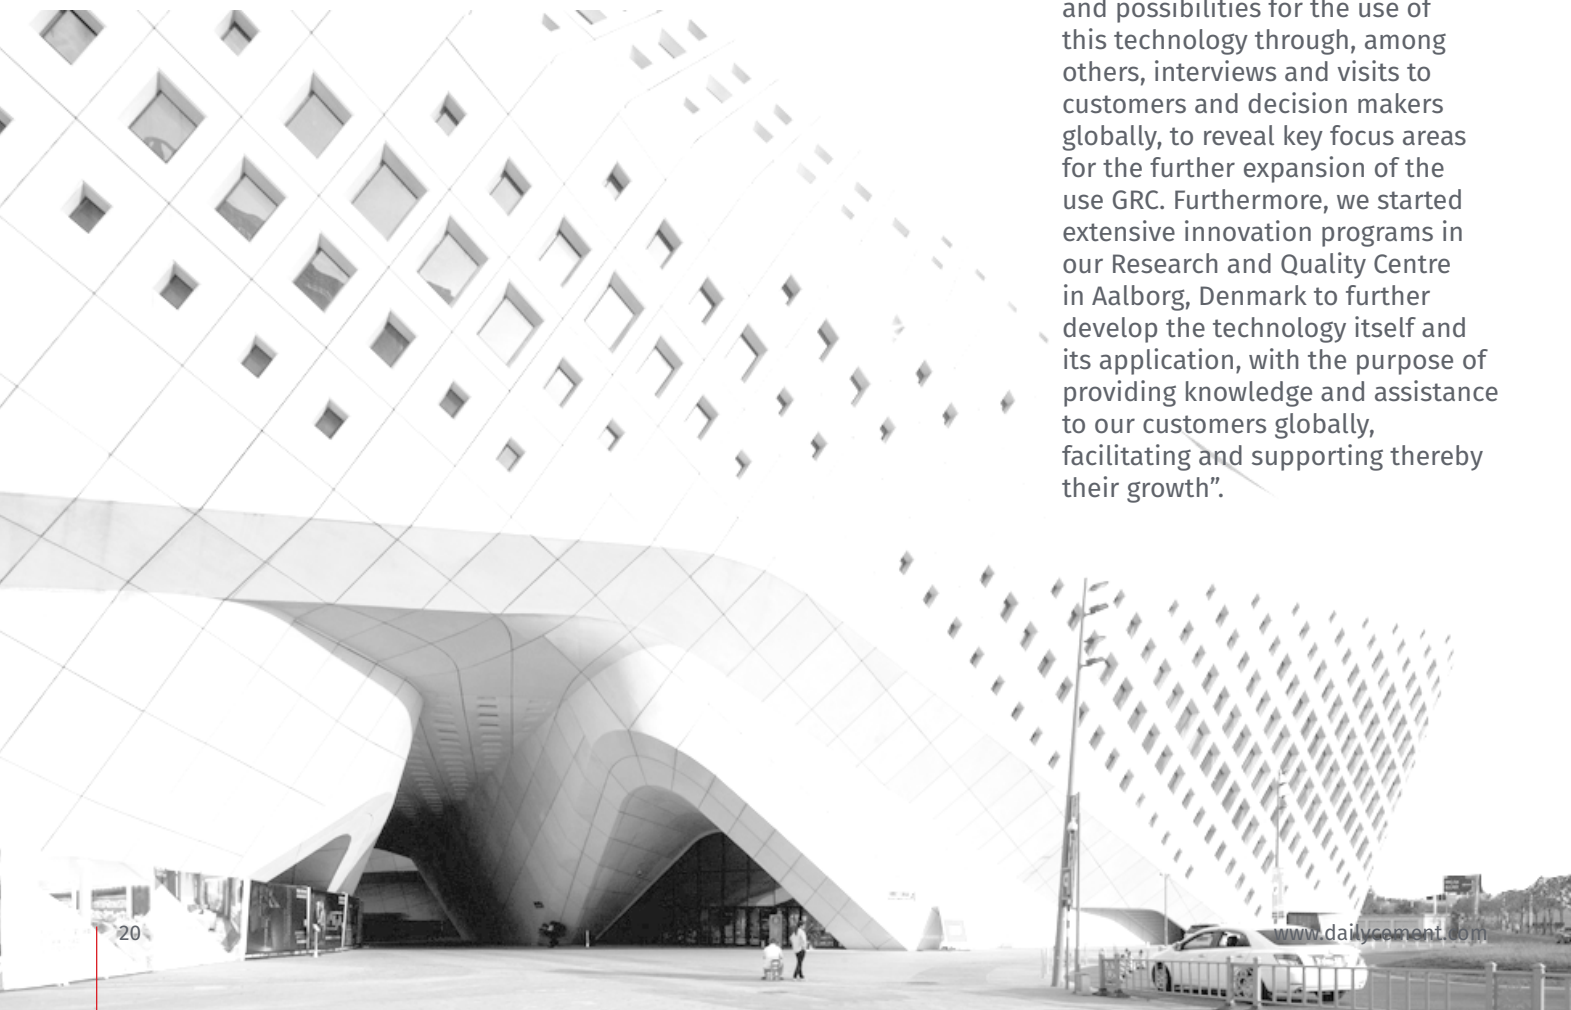 and possibilities for the use of
this technology through, among
others, interviews and visits to
customers and decision makers
globally, to reveal key focus areas
for the further expansion of the
use GRC. Furthermore, we started
extensive innovation programs in
our Research and Quality Centre
in Aalborg, Denmark to further
develop the technology itself and
its application, with the purpose of
providing knowledge and assistance
to our customers globally,
facilitating and supporting thereby
their growth”.
20
www.dailycement.com